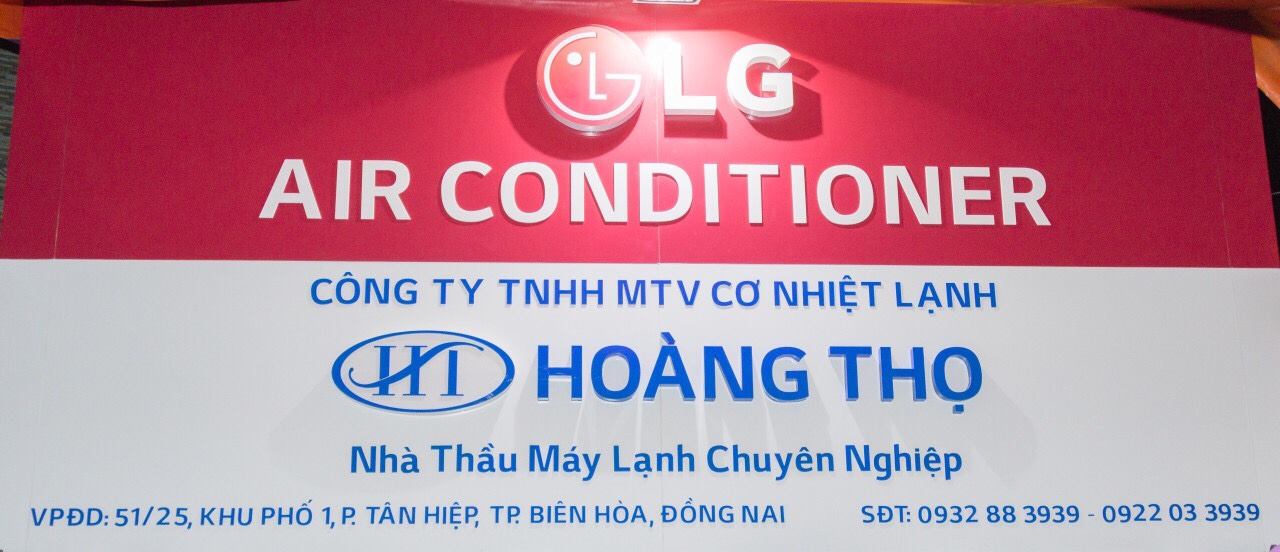 LG
AIR CONDITIONER
CÔNG TY TNHH MTV CƠ NHIỆT LẠNH
HT HOÀNG THỌ
Nhà Thầu Máy Lạnh Chuyên Nghiệp
VPĐD: 51/25, KHU PHỐ 1, P. TÂN HIỆP, TP. BIÊN HÒA, ĐỒNG NAI SĐT: 0932 88 3939 - 0922 03 3939